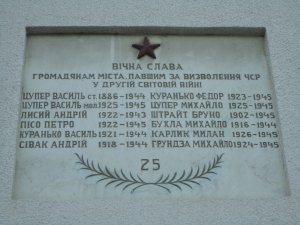 ВІЧНА СЛАВА
ГРОМАДЯНАМ МІСТА, ПАВШИМ ЗА ВИЗВОЛЕННЯ ЧСР
У ДРУГІЙ СВІТОВІЙ ВІЙНІ
ЦУПЕР ВАСИЛЬ СТ. 1886-1944 КУРАНЬКО ФЕДОР 1923-1945
ЦУПЕР ВАСИЛЬ МОЛ. 1925-1945 ЦУПЕР МИХАЙЛО 1925-1945
ЛИСИЙ АНДРІЙ 1922-1943 ШТРАЙТ БРУНО 1902-1945
ПІСО ПЕТРО 1922-1945 БУХЛА МИХАЙЛО 1916-1944
КУРАНЬКО ВАСИЛЬ 1921-1944 КАРЛИК МИЛАН 1926-1945
СІВАК АНДРІЙ 1918-1944 ГРУНДЗА МИХАЙЛО 1924-1945
25